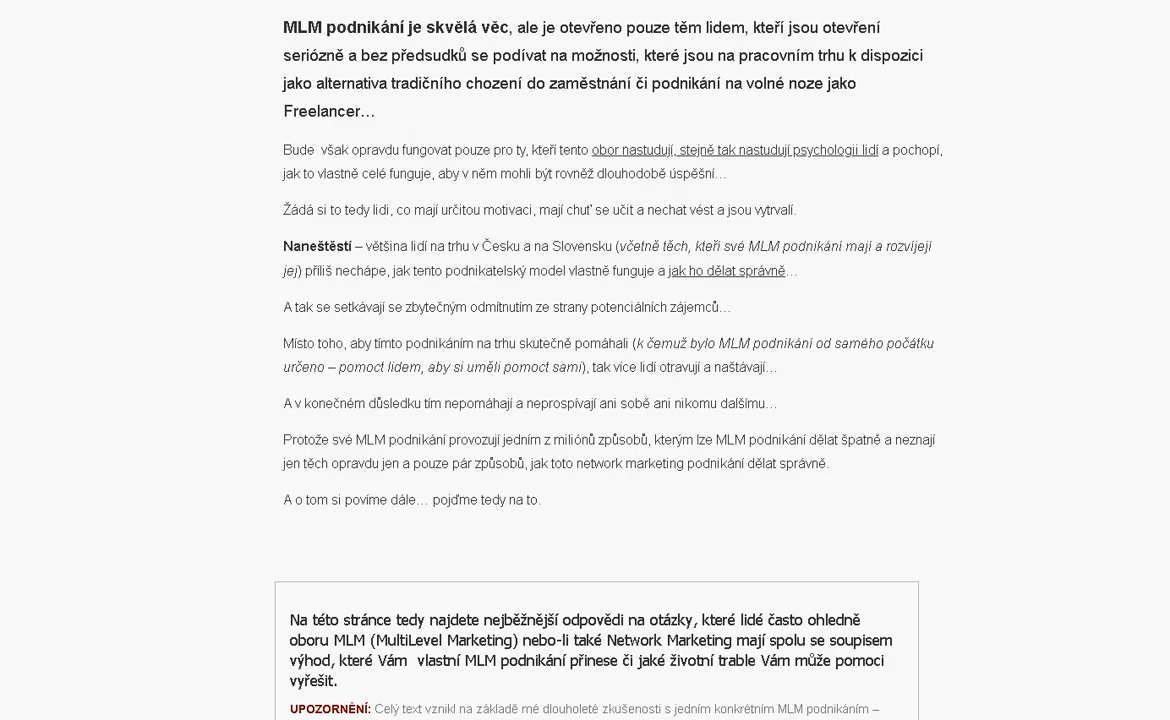 MLM podnikání je skvělá věc, ale je otevřeno pouze těm lidem, kteří jsou otevření
seriózně a bez předsudků se podívat na možnosti, které jsou na pracovním trhu k dispozici
jako alternativa tradičního chození do zaměstnání či podnikání na volné noze jako
Freelancer…
Bude však opravdu fungovat pouze pro ty, kteří tento obor nastudují, stejně tak nastudují psychologii lidí a pochopí,
jak to vlastně celé funguje, aby v něm mohli být rovněž dlouhodobě úspěšní…
Žádá si to tedy lidi, co mají určitou motivaci, mají chuť se učit a nechat vést a jsou vytrvalí.
Naneštěstí – většina lidí na trhu v Česku a na Slovensku (včetně těch, kteří své MLM podnikání mají a rozvíjejí
jej) příliš nechápe, jak tento podnikatelský model vlastně funguje a jak ho dělat správně…
A tak se setkávají se zbytečným odmítnutím ze strany potenciálních zájemců…
Místo toho, aby tímto podnikáním na trhu skutečně pomáhali (k čemuž bylo MLM podnikání od samého počátku
určeno – pomoct lidem, aby si uměli pomoct sami), tak více lidí otravují a naštávají…
A v konečném důsledku tím nepomáhají a neprospívají ani sobě ani nikomu dalšímu…
Protože své MLM podnikání provozují jedním z miliónů způsobů, kterým lze MLM podnikání dělat špatně a neznají
jen těch opravdu jen a pouze pár způsobů, jak toto network marketing podnikání dělat správně.
A o tom si povíme dále… pojďme tedy na to.
Na této stránce tedy najdete nejběžnější odpovědi na otázky, které lidé často ohledně
oboru MLM (MultiLevel Marketing) nebo-li také Network Marketing mají spolu se soupisem
výhod, které Vám vlastní MLM podnikání přinese či jaké životní trable Vám může pomoci
vyřešit.
UPOZORNĚNÍ: Celý text vznikl na základě mé dlouholeté zkušenosti s jedním konkrétním MLM podnikáním –